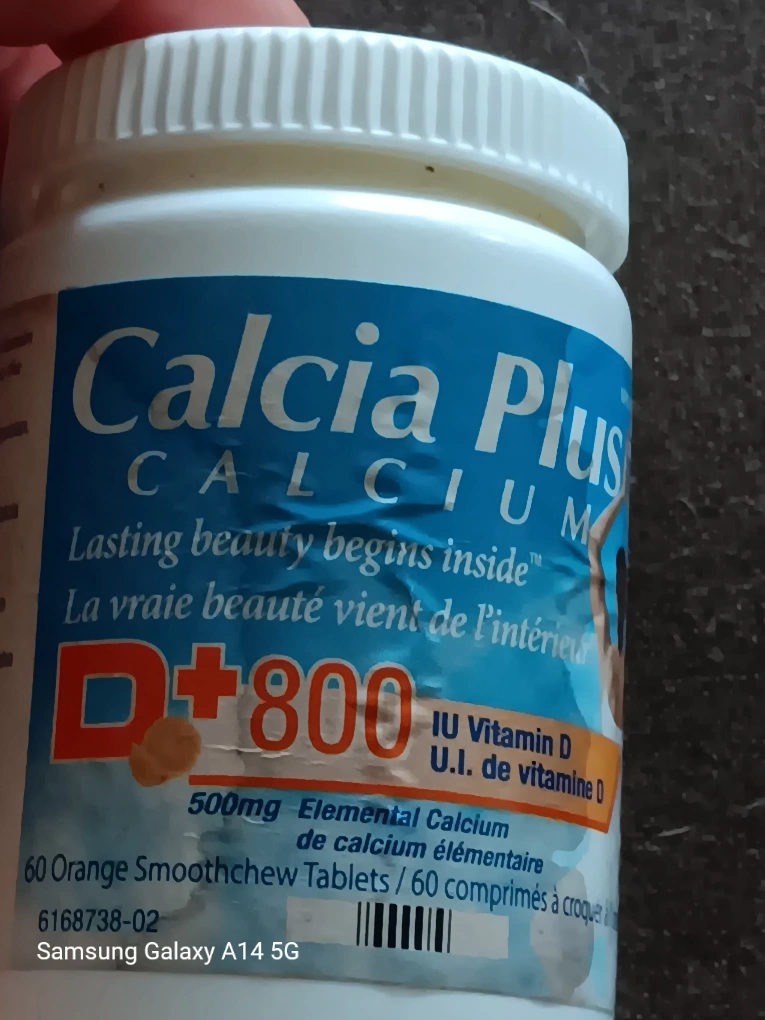 Calcia Plus
CALCIUM
Lasting beauty begins inside™
La vraie beauté vient de l'intérieur
D+800
IU Vitamin D
U.I. de vitamine D
500mg Elemental Calcium
de calcium élémentaire
60 Orange Smoothchew Tablets / 60 comprimés à croquer
6168738-02
Samsung Galaxy A14 5G